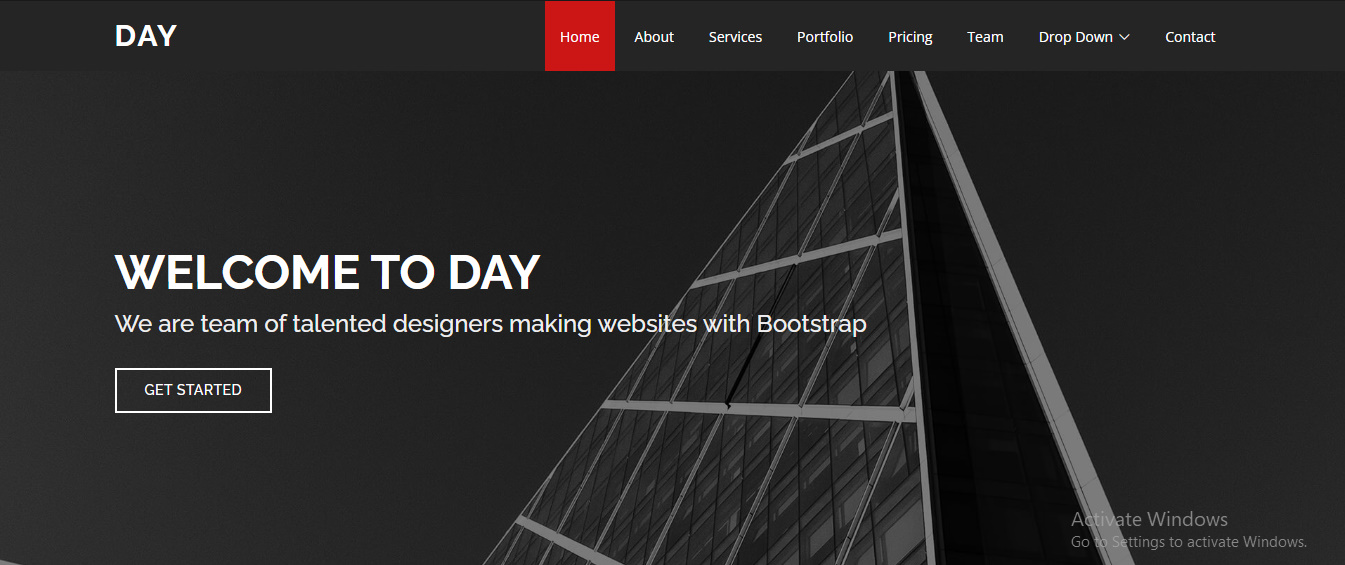 DAY
Home About Services Portfolio Pricing Team Drop Down Contact
WELCOME TO DAY
We are team of talented designers making websites with Bootstrap
GET STARTED
Activate Windows
Go to Settings to activate Windows.